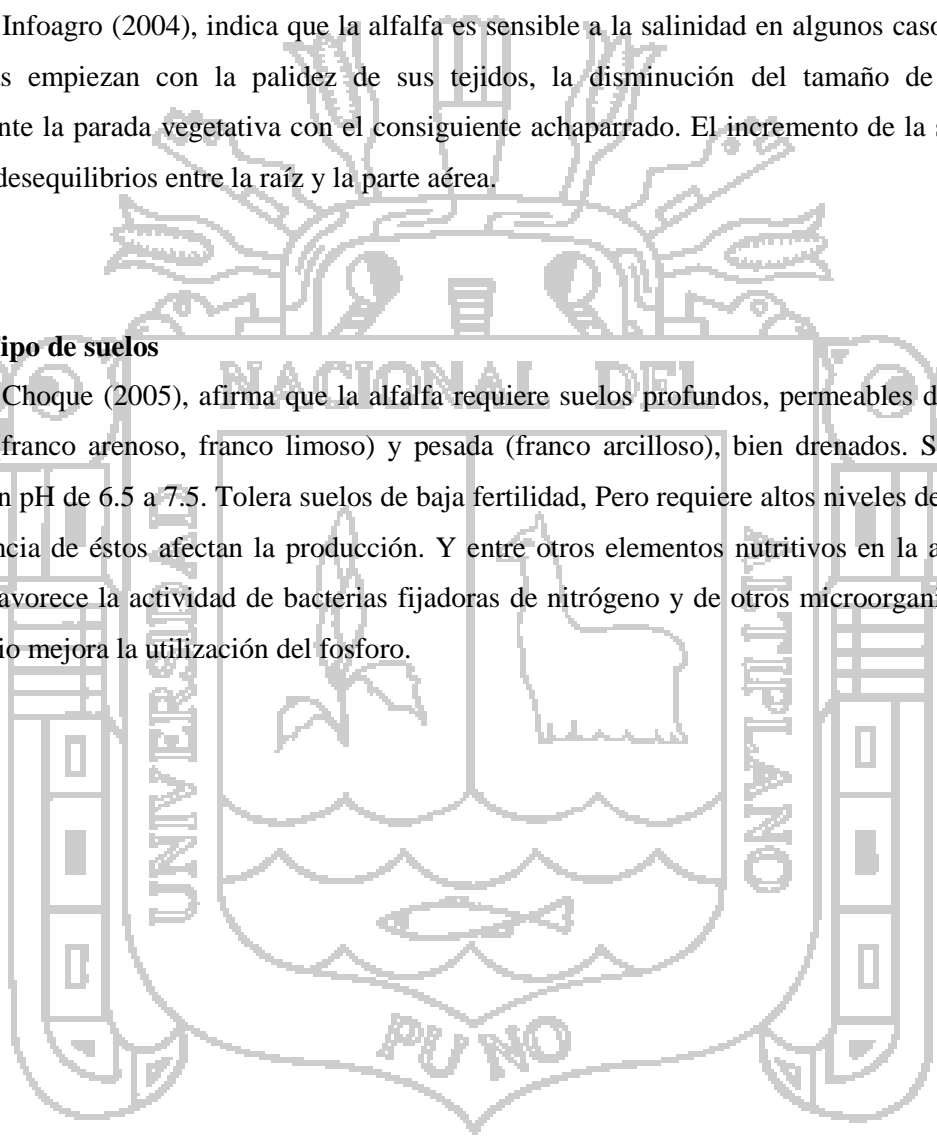 Infoagro (2004), indica que la alfalfa es sensible a la salinidad en algunos
empiezan con la palidez de sus tejidos, la disminución del tamaño de
la parada vegetativa con el consiguiente achaparrado. El incremento de la
desequilibrios entre la raíz y la parte aérea.
ipo de suelos
Choque (2005), afirma que la alfalfa requiere suelos profundos, permeables
franco arenoso, franco limoso) y pesada (franco arcilloso), bien drenados.
pH de 6.5 a 7.5. Tolera suelos de baja fertilidad, Pero requiere altos niveles de
ncia de éstos afectan la producción. Y entre otros elementos nutritivos en la
avorece la actividad de bacterias fijadoras de nitrógeno y de otros
io mejora la utilización del fosforo.
UNIVERSIDAD
NACIONAL DEL
ALTIPLANO
PUNO